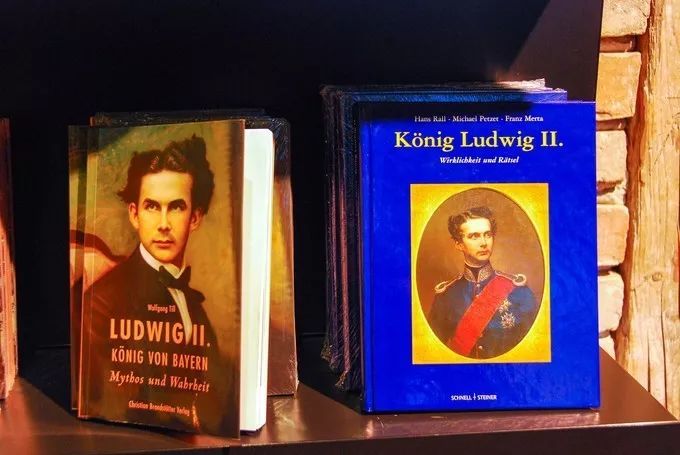 Wolfgang Till
LUDWIG II.
KÖNIG VON BAYERN
Mythos und Wahrheit
Christian Brandstätter Verlag
Hans Rall · Michael Petzet · Franz Merta
König Ludwig II.
Wirklichkeit und Rätsel
SCHNELL + STEINER